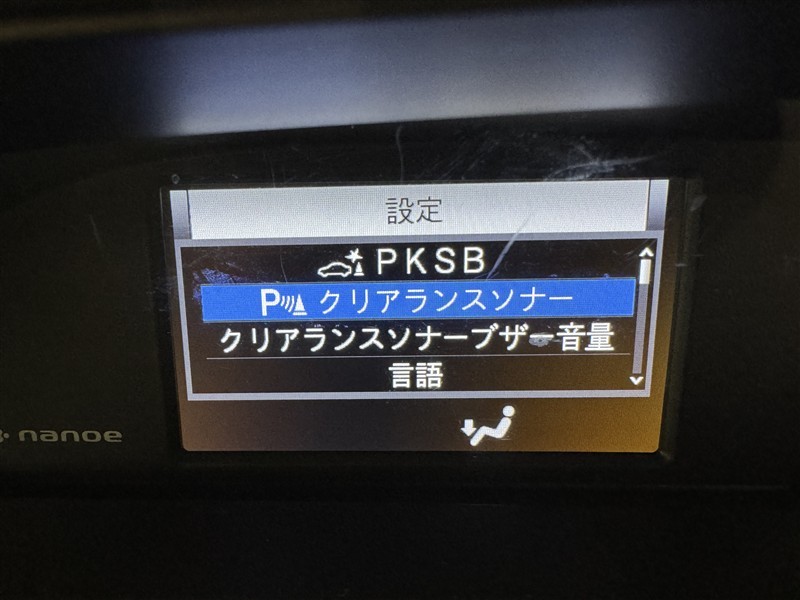 設定
PKSB
P クリアランスソナー
クリアランスソナーブザー音量
言語
nanoe